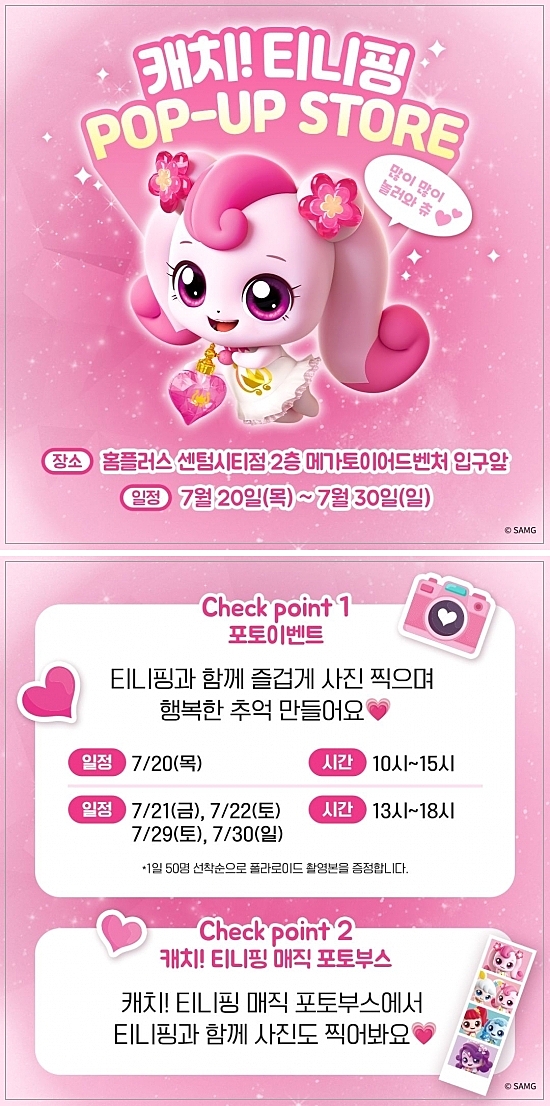 캐치! 티니핑
POP-UP STORE
많이 많이
놀러와 츄
장소 홈플러스 센텀시티점 2층 메가토이어드벤처 입구앞
일정 7월 20일(목) ~ 7월 30일(일)
© SAMG
Check point 1
포토이벤트
티니핑과 함께 즐겁게 사진 찍으며
행복한 추억 만들어요💗
일정 7/20(목) 시간 10시~15시
일정 7/21(금), 7/22(토) 시간 13시~18시
7/29(토), 7/30(일)
*1일 50명 선착순으로 폴라로이드 촬영본을 증정합니다.
Check point 2
캐치! 티니핑 매직 포토부스
캐치! 티니핑 매직 포토부스에서
티니핑과 함께 사진도 찍어봐요💗
© SAMG